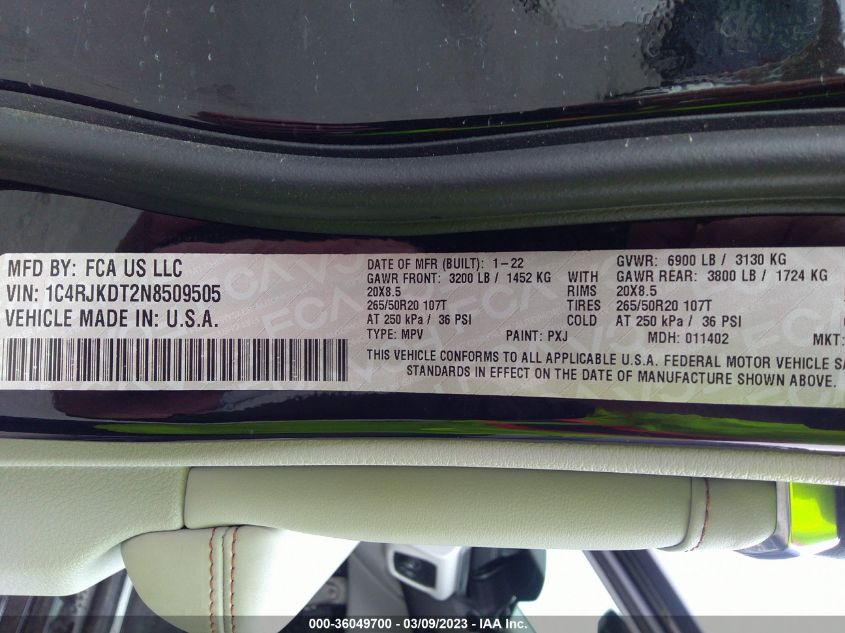 MFD BY: FCA US LLC
VIN: 1C4RJKDT2N8509505
VEHICLE MADE IN: U.S.A.
DATE OF MFR (BUILT): 1-22 GVWR: 6900 LB / 3130 KG
GAWR FRONT: 3200 LB / 1452 KG WITH GAWR REAR: 3800 LB / 1724 KG
20X8.5 RIMS 20X8.5
265/50R20 107T TIRES 265/50R20 107T
AT 250 kPa / 36 PSI COLD AT 250 kPa / 36 PSI
TYPE: MPV PAINT: PXJ MDH: 011402 MKT:
THIS VEHICLE CONFORMS TO ALL APPLICABLE U.S.A. FEDERAL MOTOR VEHICLE
STANDARDS IN EFFECT ON THE DATE OF MANUFACTURE SHOWN ABOVE.
000-36049700 - 03/09/2023 - IAA Inc.